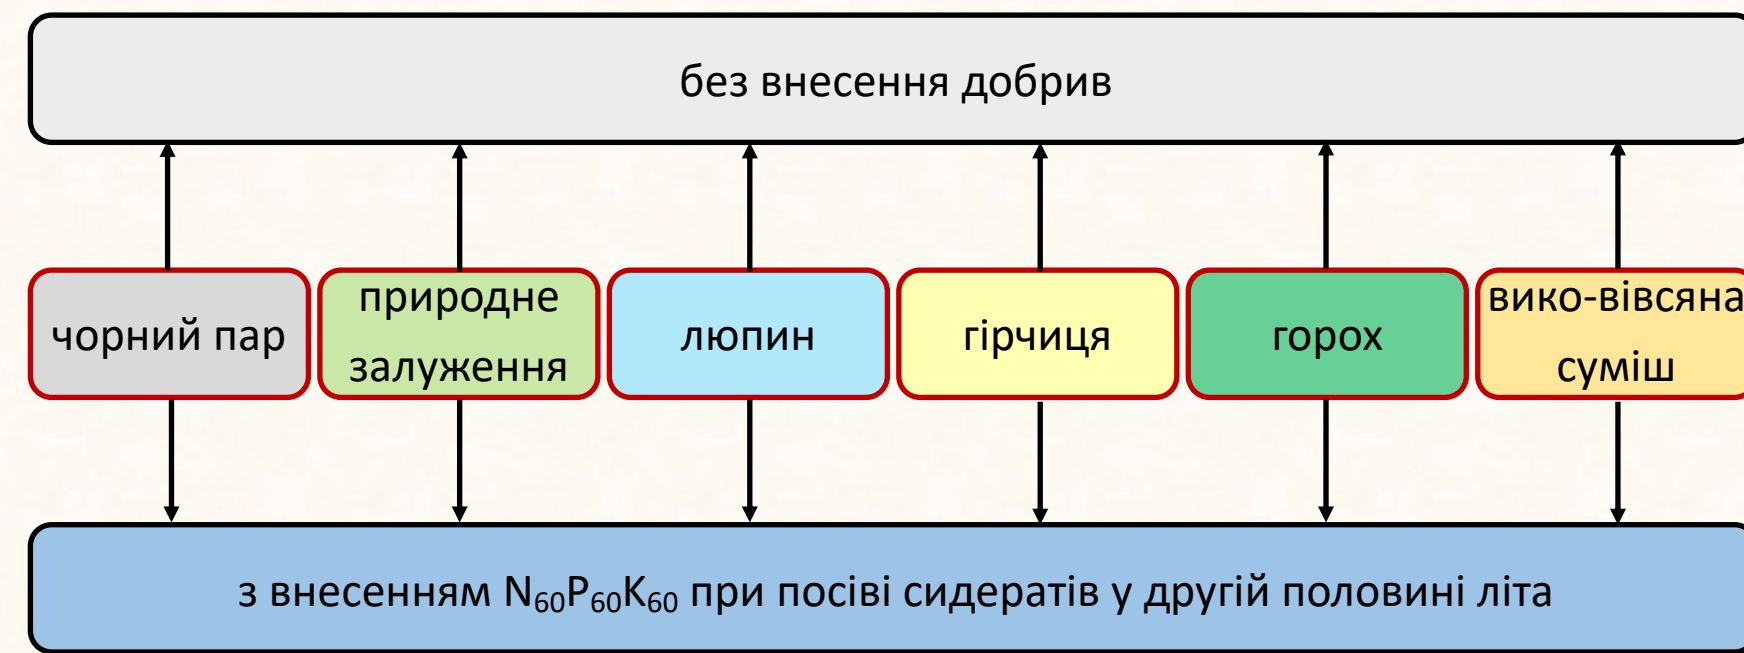 без внесення добрив
чорний пар
природне
залуження
люпин
гірчиця
горох
вико-вівсяна
суміш
з внесенням N₆₀P₆₀K₆₀ при посіві сидератів у другій половині літа